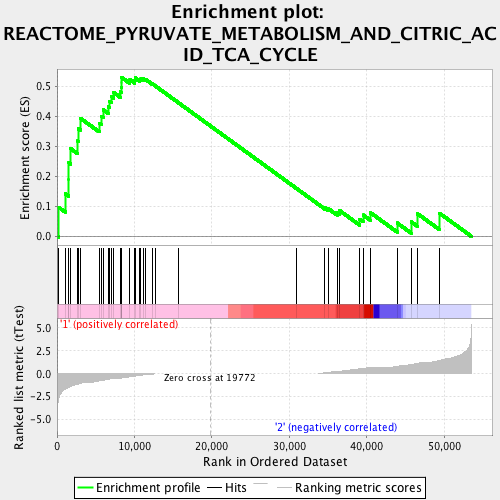 Enrichment plot:
REACTOME_PYRUVATE_METABOLISM_AND_CITRIC_AC
ID_TCA_CYCLE
Enrichment score (ES)
0.5
0.4
0.3
0.2
0.1
0.0
'1' (positively correlated)
Ranked list metric (tTest)
5.0
2.5
0.0
-2.5
-5.0
Zero cross at 19772
'2' (negatively correlated)
0 10,000 20,000 30,000 40,000 50,000
Rank in Ordered Dataset
Enrichment profile Hits Ranking metric scores